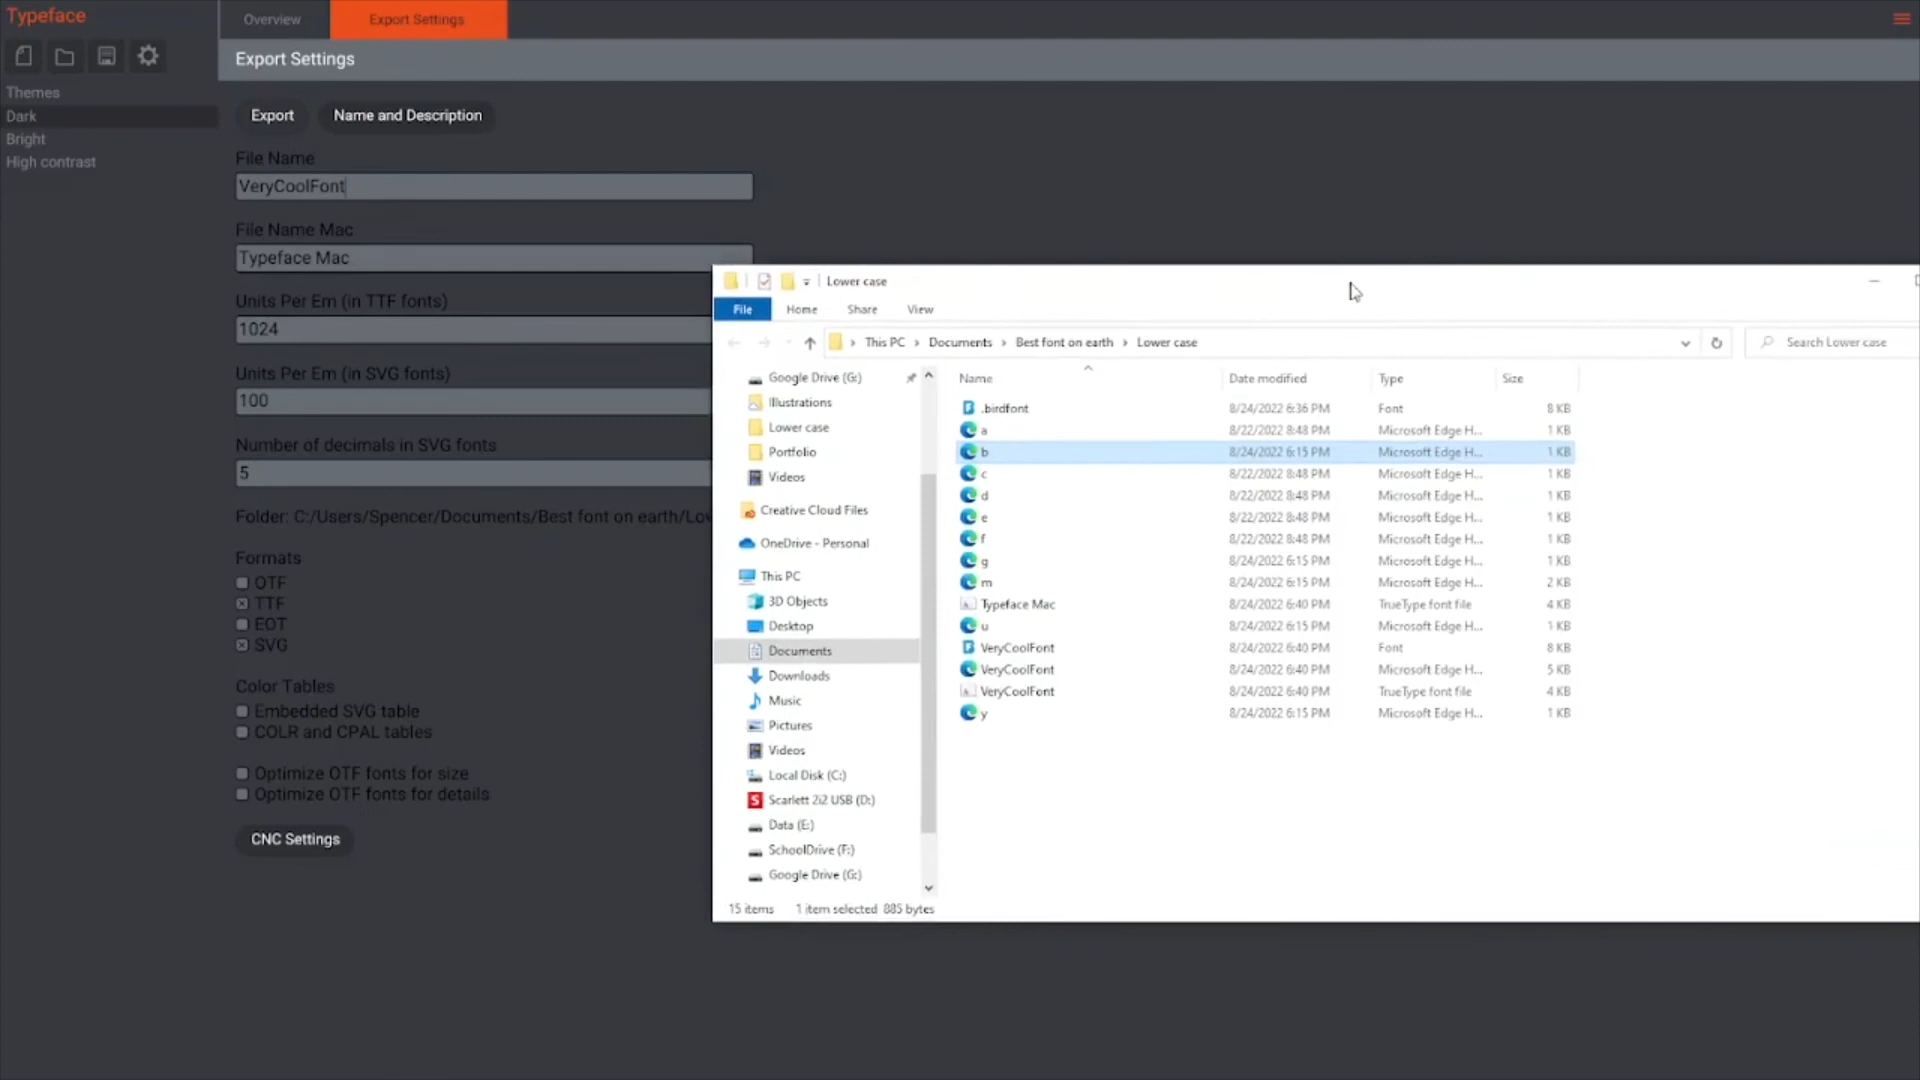 Typeface
Overview
Export Settings
Export Settings
Themes
Dark
Bright
High contrast
Export
Name and Description
File Name
VeryCoolFont
File Name Mac
Typeface Mac
Units Per Em (in TTF fonts)
1024
Units Per Em (in SVG fonts)
100
Number of decimals in SVG fonts
5
Folder: C:/Users/Spencer/Documents/Best font on earth/Lov
Formats
OTF
TTF
EOT
SVG
Color Tables
Embedded SVG table
COLR and CPAL tables
Optimize OTF fonts for size
Optimize OTF fonts for details
CNC Settings
Lower case
File Home Share View
This PC › Documents › Best font on earth › Lower case
Search Lower case
Google Drive (G:)
Illustrations
Lower case
Portfolio
Videos
Creative Cloud Files
OneDrive - Personal
This PC
3D Objects
Desktop
Documents
Downloads
Music
Pictures
Videos
Local Disk (C:)
Scarlett 2i2 USB (D:)
Data (E:)
SchoolDrive (F:)
Google Drive (G:)
Name Date modified Type Size
.birdfont 8/24/2022 6:36 PM Font 8 KB
a 8/22/2022 8:48 PM Microsoft Edge H... 1 KB
b 8/24/2022 6:15 PM Microsoft Edge H... 1 KB
c 8/22/2022 8:48 PM Microsoft Edge H... 1 KB
d 8/22/2022 8:48 PM Microsoft Edge H... 1 KB
e 8/22/2022 8:48 PM Microsoft Edge H... 1 KB
f 8/22/2022 8:48 PM Microsoft Edge H... 1 KB
g 8/24/2022 6:15 PM Microsoft Edge H... 1 KB
m 8/24/2022 6:15 PM Microsoft Edge H... 2 KB
Typeface Mac 8/24/2022 6:40 PM TrueType font file 4 KB
u 8/24/2022 6:15 PM Microsoft Edge H... 1 KB
VeryCoolFont 8/24/2022 6:40 PM Font 8 KB
VeryCoolFont 8/24/2022 6:40 PM Microsoft Edge H... 5 KB
VeryCoolFont 8/24/2022 6:40 PM TrueType font file 4 KB
y 8/24/2022 6:15 PM Microsoft Edge H... 1 KB
15 items 1 item selected 885 bytes